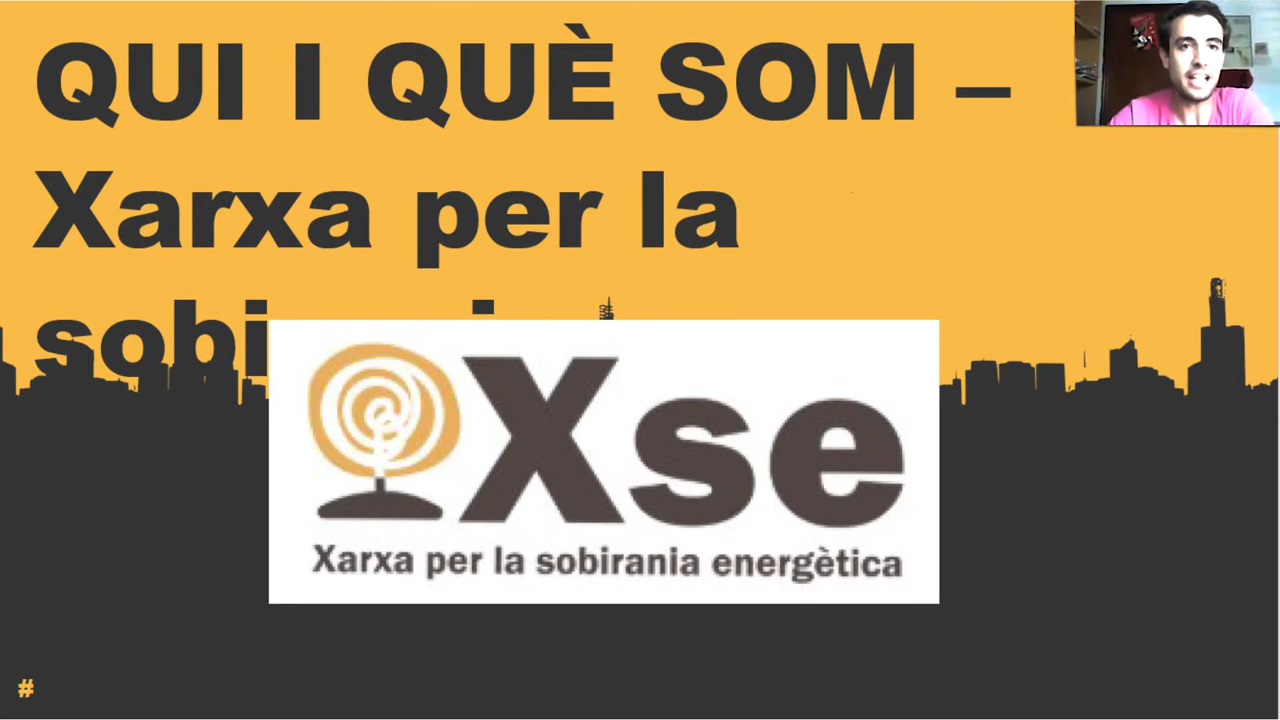 QUI I QUÈ SOM –
Xarxa per la
Xse
Xarxa per la sobirania energètica
#